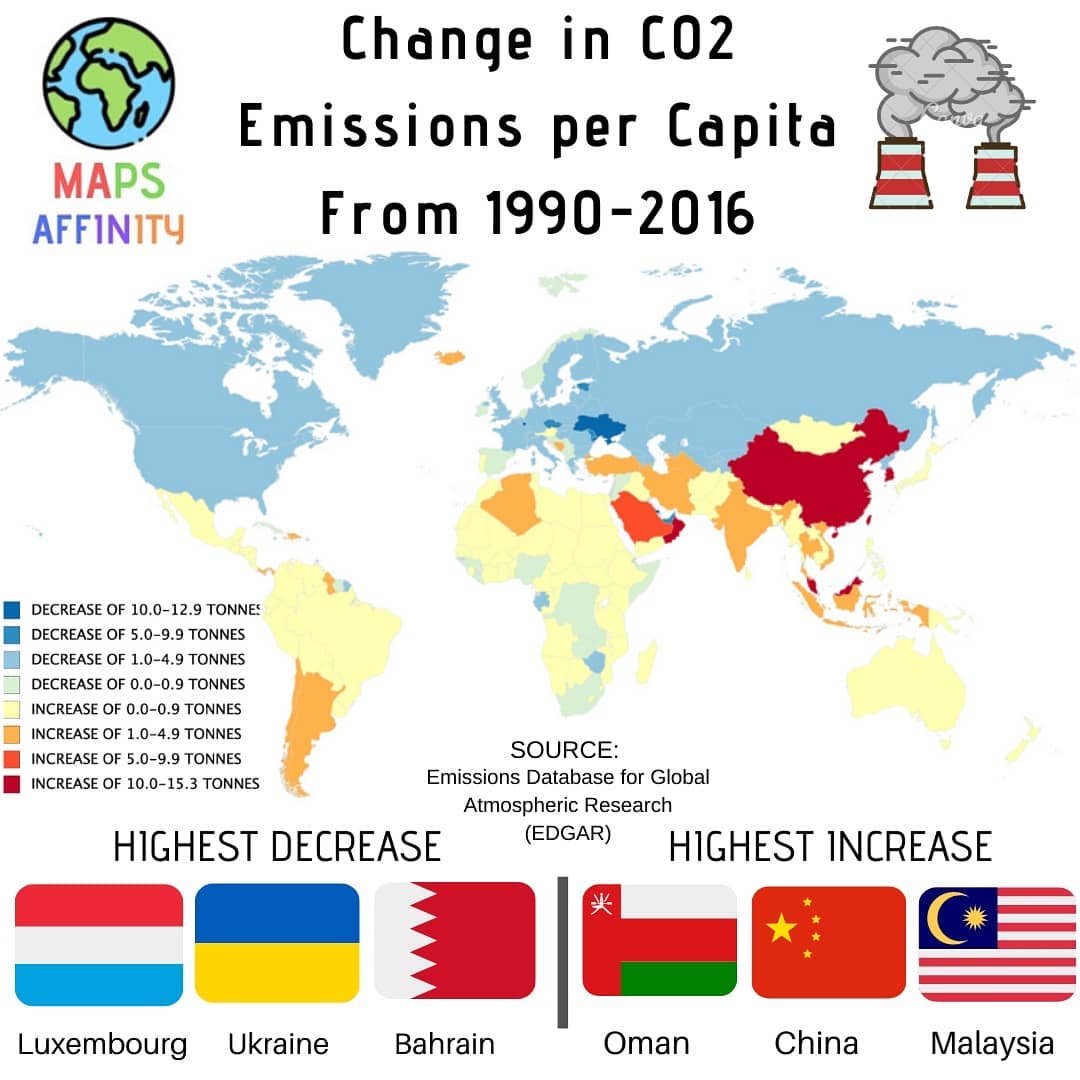 Change in CO2
Emissions per Capita
From 1990-2016
MAPS
AFFINITY
Canva
DECREASE OF 10.0-12.9 TONNES
DECREASE OF 5.0-9.9 TONNES
DECREASE OF 1.0-4.9 TONNES
DECREASE OF 0.0-0.9 TONNES
INCREASE OF 0.0-0.9 TONNES
INCREASE OF 1.0-4.9 TONNES
INCREASE OF 5.0-9.9 TONNES
INCREASE OF 10.0-15.3 TONNES
SOURCE:
Emissions Database for Global
Atmospheric Research
(EDGAR)
HIGHEST DECREASE
HIGHEST INCREASE
Luxembourg
Ukraine
Bahrain
Oman
China
Malaysia